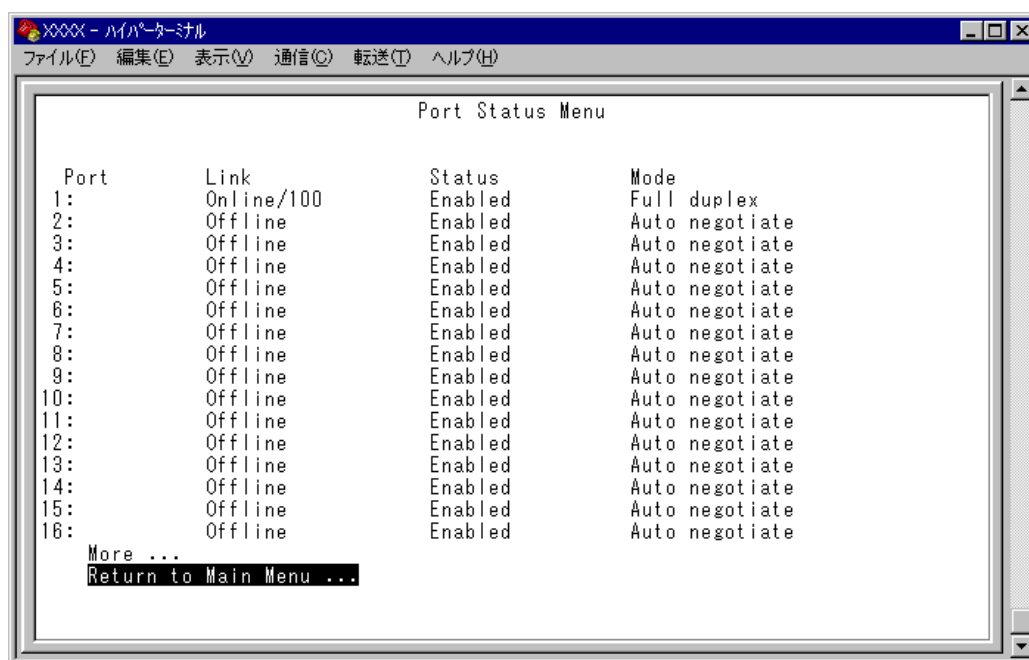 XXXX - ﾊｲﾊﾟｰﾀｰﾐﾅﾙ
ファイル(F) 編集(E) 表示(V) 通信(C) 転送(T) ヘルプ(H)
Port Status Menu
Port Link Status Mode
1: Online/100 Enabled Full duplex
2: Offline Enabled Auto negotiate
3: Offline Enabled Auto negotiate
4: Offline Enabled Auto negotiate
5: Offline Enabled Auto negotiate
6: Offline Enabled Auto negotiate
7: Offline Enabled Auto negotiate
8: Offline Enabled Auto negotiate
9: Offline Enabled Auto negotiate
10: Offline Enabled Auto negotiate
11: Offline Enabled Auto negotiate
12: Offline Enabled Auto negotiate
13: Offline Enabled Auto negotiate
14: Offline Enabled Auto negotiate
15: Offline Enabled Auto negotiate
16: Offline Enabled Auto negotiate
More ...
Return to Main Menu ...